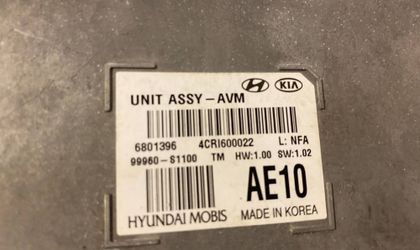 KIA
UNIT ASSY-AVM
6801396 4CRI600022 L: NFA
99960-S1100 TM HW:1.00 SW:1.02
AE10
HYUNDAI MOBIS MADE IN KOREA